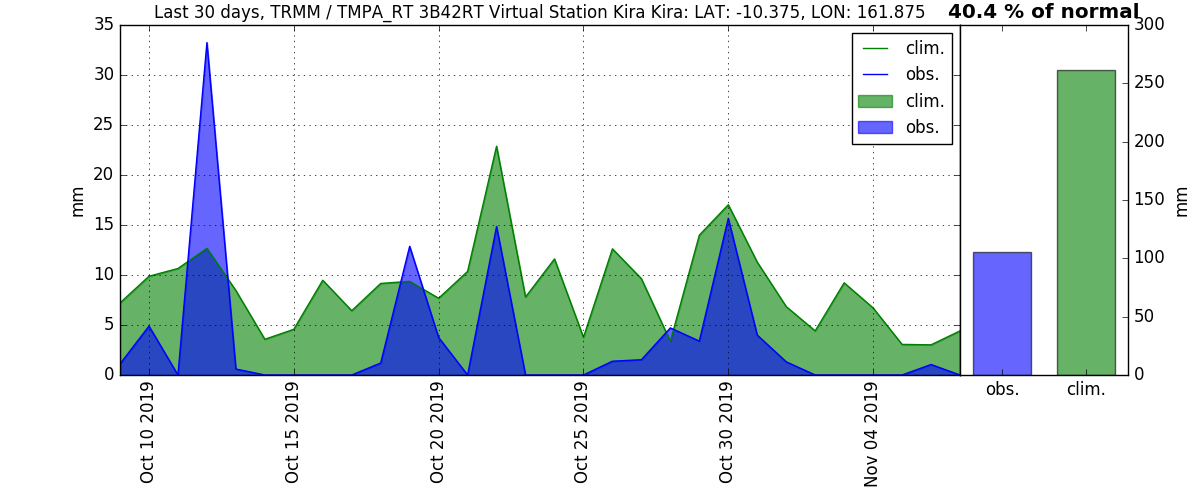 Last 30 days, TRMM / TMPA_RT 3B42RT Virtual Station Kira Kira: LAT: -10.375, LON: 161.875
40.4 % of normal
35
30
25
20
15
10
5
0
mm
clim.
obs.
clim.
obs.
Oct 10 2019
Oct 15 2019
Oct 20 2019
Oct 25 2019
Oct 30 2019
Nov 04 2019
300
250
200
150
100
50
0
mm
obs.
clim.